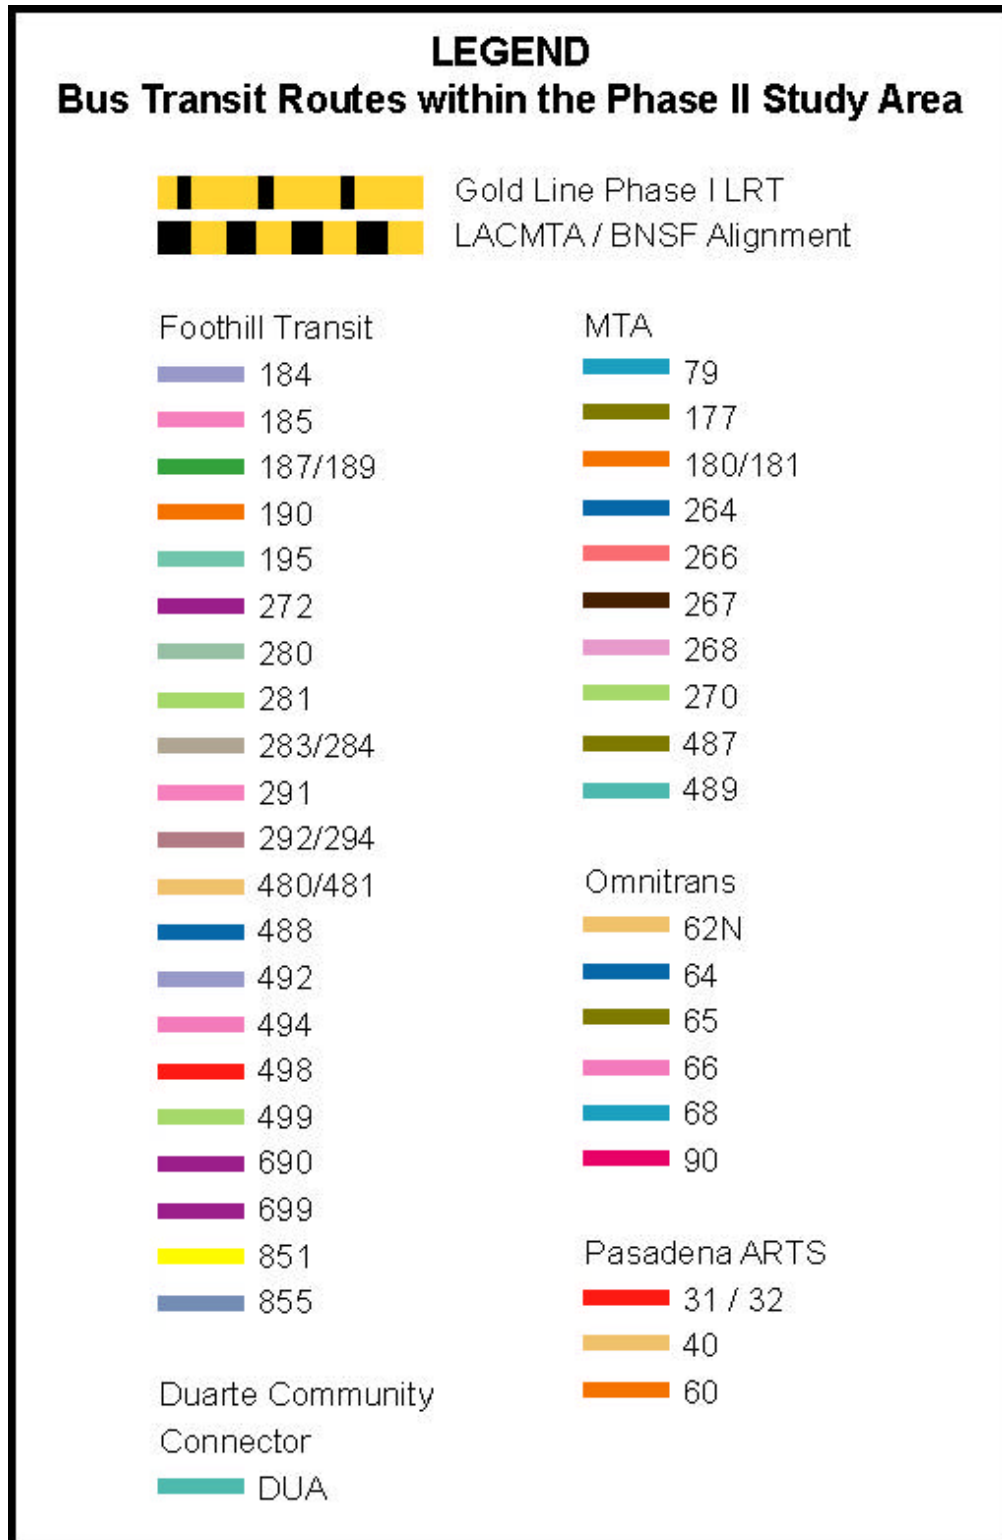 LEGEND
Bus Transit Routes within the Phase II Study Area
Gold Line Phase I LRT
LACMTA / BNSF Alignment
Foothill Transit
184
185
187/189
190
195
272
280
281
283/284
291
292/294
480/481
488
492
494
498
499
690
699
851
855
Duarte Community
Connector
DUA
MTA
79
177
180/181
264
266
267
268
270
487
489
Omnitrans
62N
64
65
66
68
90
Pasadena ARTS
31 / 32
40
60